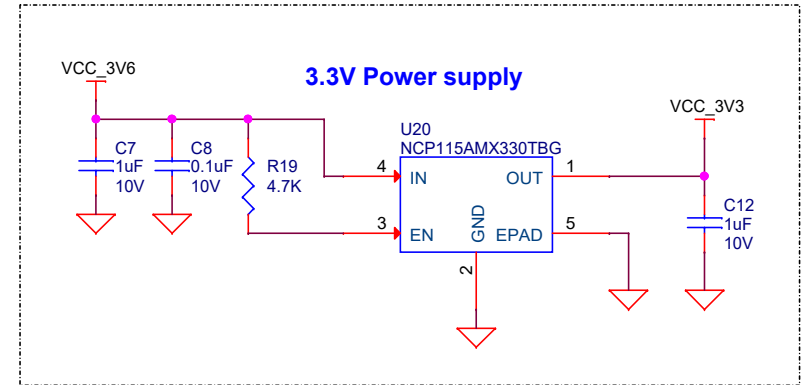 3.3V Power supply
VCC_3V6
VCC_3V3
C7
1uF
10V
C8
0.1uF
10V
R19
4.7K
U20
NCP115AMX330TBG
4
IN
OUT
1
3
EN
GND
EPAD
5
2
C12
1uF
10V